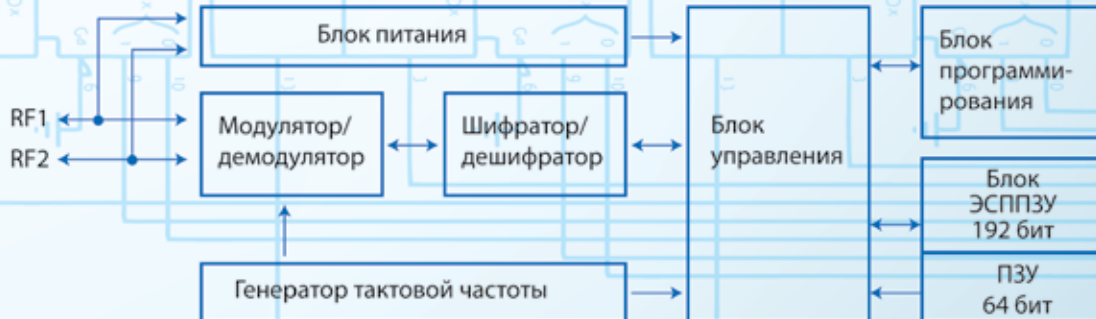 Блок питания
RF1
RF2
Модулятор/
демодулятор
Шифратор/
дешифратор
Блок
управления
Блок
программи-
рования
Блок
ЭСППЗУ
192 бит
ПЗУ
64 бит
Генератор тактовой частоты